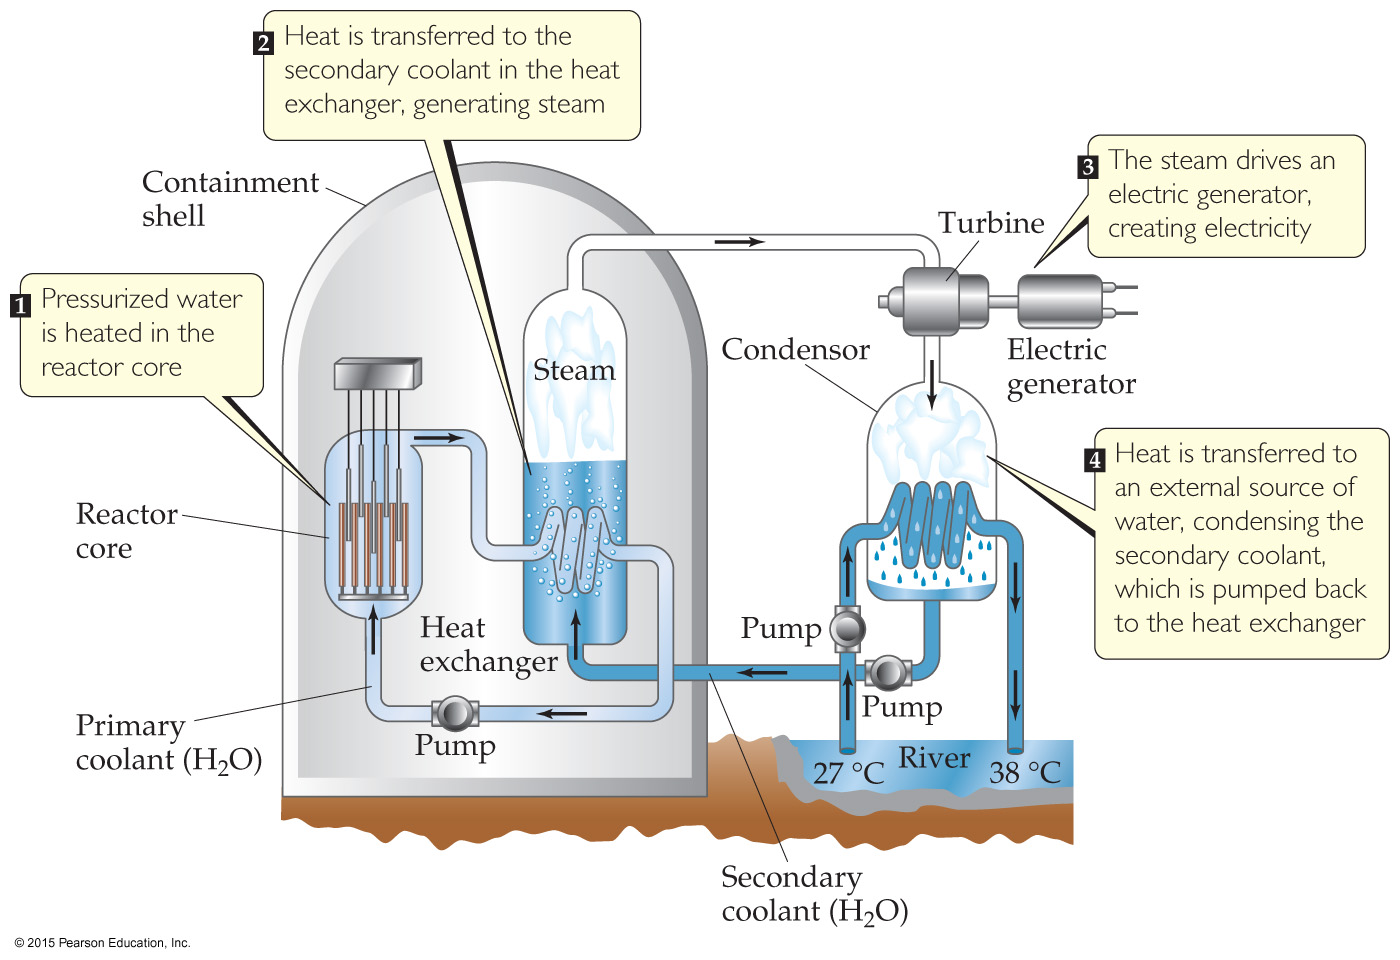 2 Heat is transferred to the
secondary coolant in the heat
exchanger, generating steam
Containment
shell
3 The steam drives an
electric generator,
creating electricity
Turbine
1 Pressurized water
is heated in the
reactor core
Steam
Condensor
Electric
generator
4 Heat is transferred to
an external source of
water, condensing the
secondary coolant,
which is pumped back
to the heat exchanger
Reactor
core
Heat
exchanger
Pump
Pump
Primary
coolant (H₂O)
Pump
River
27 °C
38 °C
Secondary
coolant (H₂O)
© 2015 Pearson Education, Inc.